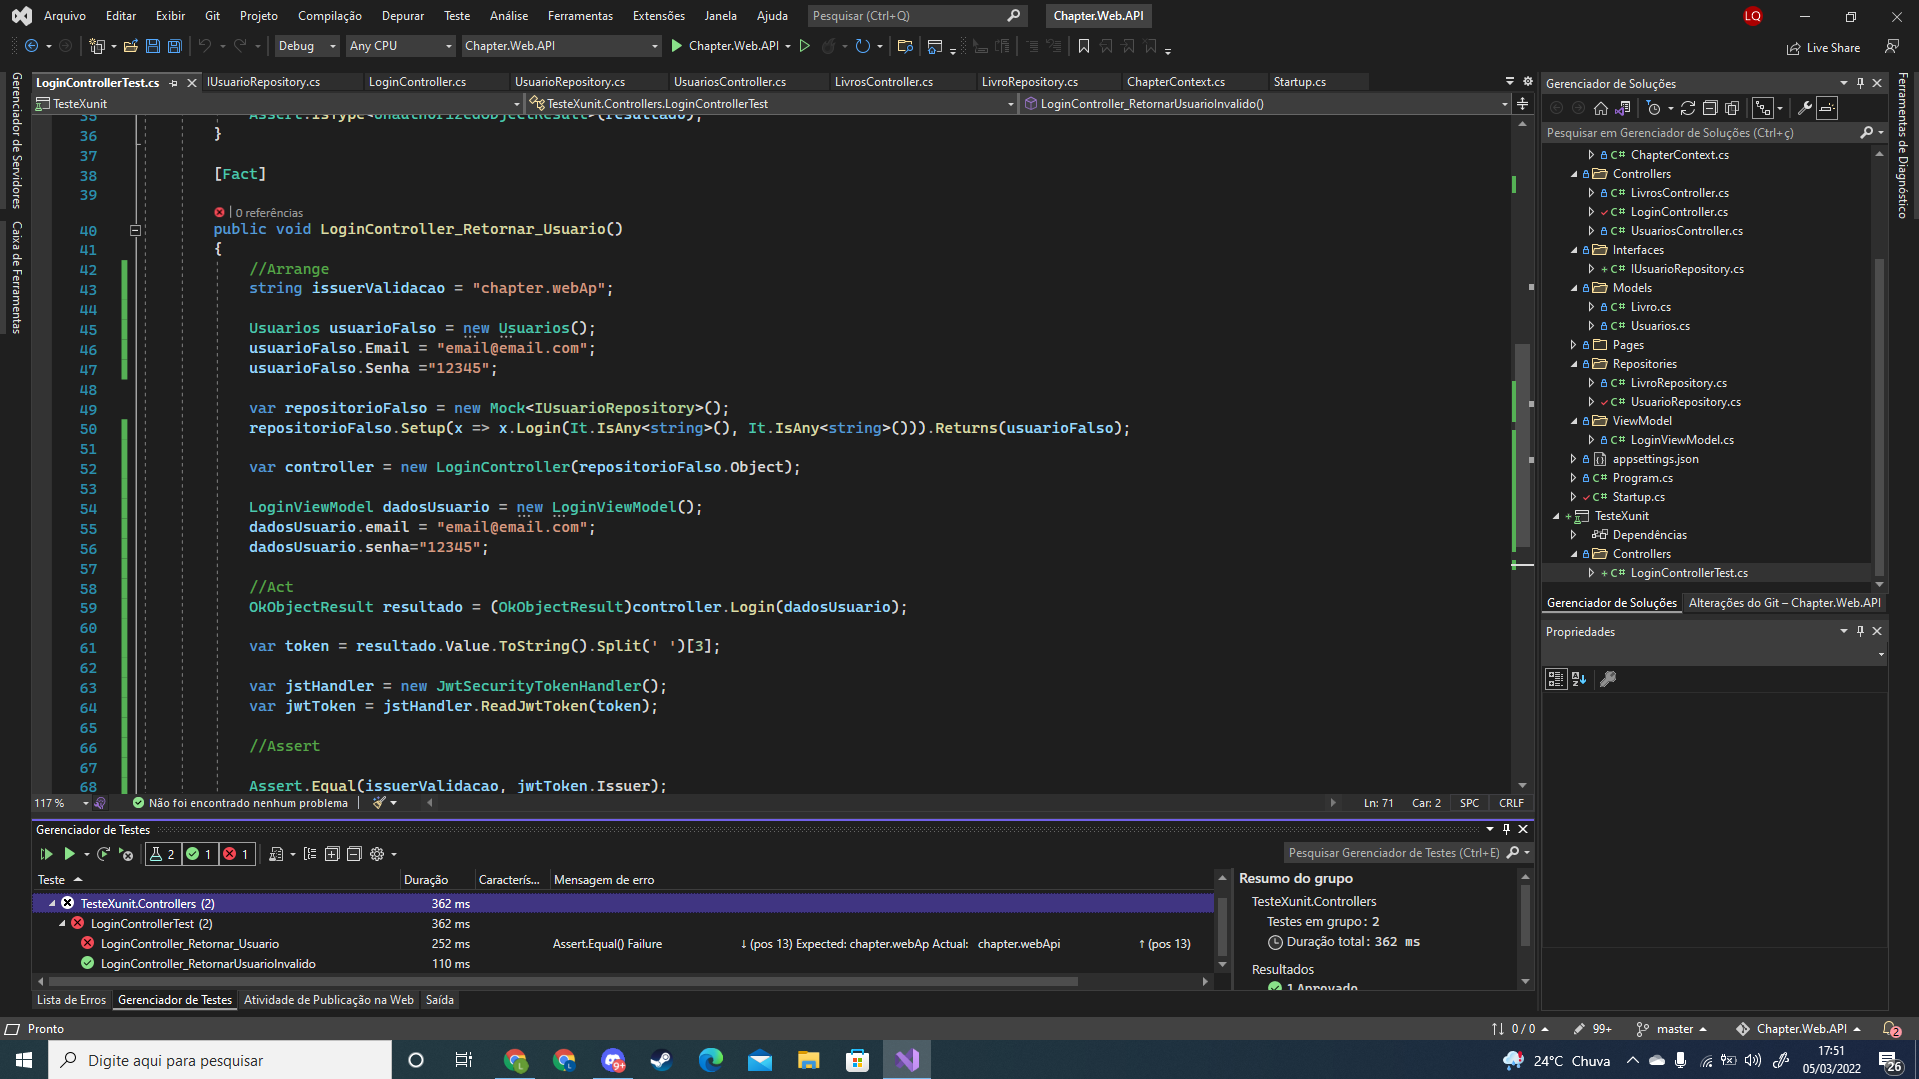 Arquivo Editar Exibir Git Projeto Compilação Depurar Teste Análise Ferramentas Extensões Janela Ajuda Pesquisar (Ctrl+Q) Chapter.Web.API LQ
Debug Any CPU Chapter.Web.API Chapter.Web.API Live Share
Gerenciador de Servidores
Caixa de Ferramentas
LoginControllerTest.cs IUsuarioRepository.cs LoginController.cs UsuarioRepository.cs UsuariosController.cs LivrosController.cs LivroRepository.cs ChapterContext.cs Startup.cs
TesteXunit TesteXunit.Controllers.LoginControllerTest LoginController_RetornarUsuarioInvalido()
35 Assert.IsType<UnauthorizedObjectResult>(resultado);
36 }
37
38 [Fact]
39
0 referências
40 public void LoginController_Retornar_Usuario()
41 {
42 //Arrange
43 string issuerValidacao = "chapter.webAp";
44
45 Usuarios usuarioFalso = new Usuarios();
46 usuarioFalso.Email = "email@email.com";
47 usuarioFalso.Senha ="12345";
48
49 var repositorioFalso = new Mock<IUsuarioRepository>();
50 repositorioFalso.Setup(x => x.Login(It.IsAny<string>(), It.IsAny<string>())).Returns(usuarioFalso);
51
52 var controller = new LoginController(repositorioFalso.Object);
53
54 LoginViewModel dadosUsuario = new LoginViewModel();
55 dadosUsuario.email = "email@email.com";
56 dadosUsuario.senha="12345";
57
58 //Act
59 OkObjectResult resultado = (OkObjectResult)controller.Login(dadosUsuario);
60
61 var token = resultado.Value.ToString().Split(' ')[3];
62
63 var jstHandler = new JwtSecurityTokenHandler();
64 var jwtToken = jstHandler.ReadJwtToken(token);
65
66 //Assert
67
68 Assert.Equal(issuerValidacao, jwtToken.Issuer);
117 % Não foi encontrado nenhum problema Ln: 71 Car: 2 SPC CRLF
Gerenciador de Testes
2 1 1 Pesquisar Gerenciador de Testes (Ctrl+E)
Teste Duração Caracterís... Mensagem de erro
TesteXunit.Controllers (2) 362 ms
LoginControllerTest (2) 362 ms
LoginController_Retornar_Usuario 252 ms Assert.Equal() Failure ↓ (pos 13) Expected: chapter.webAp Actual: chapter.webApi ↑ (pos 13)
LoginController_RetornarUsuarioInvalido 110 ms
Resumo do grupo
TesteXunit.Controllers
Testes em grupo: 2
Duração total: 362 ms
Resultados
1 Aprovado
Lista de Erros Gerenciador de Testes Atividade de Publicação na Web Saída
Gerenciador de Soluções
Pesquisar em Gerenciador de Soluções (Ctrl+ç)
C# ChapterContext.cs
Controllers
C# LivrosController.cs
C# LoginController.cs
C# UsuariosController.cs
Interfaces
C# IUsuarioRepository.cs
Models
C# Livro.cs
C# Usuarios.cs
Pages
Repositories
C# LivroRepository.cs
C# UsuarioRepository.cs
ViewModel
C# LoginViewModel.cs
appsettings.json
C# Program.cs
C# Startup.cs
TesteXunit
Dependências
Controllers
C# LoginControllerTest.cs
Gerenciador de Soluções Alterações do Git – Chapter.Web.API
Propriedades
Ferramentas de Diagnóstico
Pronto 0 / 0 99+ master Chapter.Web.API 2
Digite aqui para pesquisar 9+ 24°C Chuva 17:51
05/03/2022 26